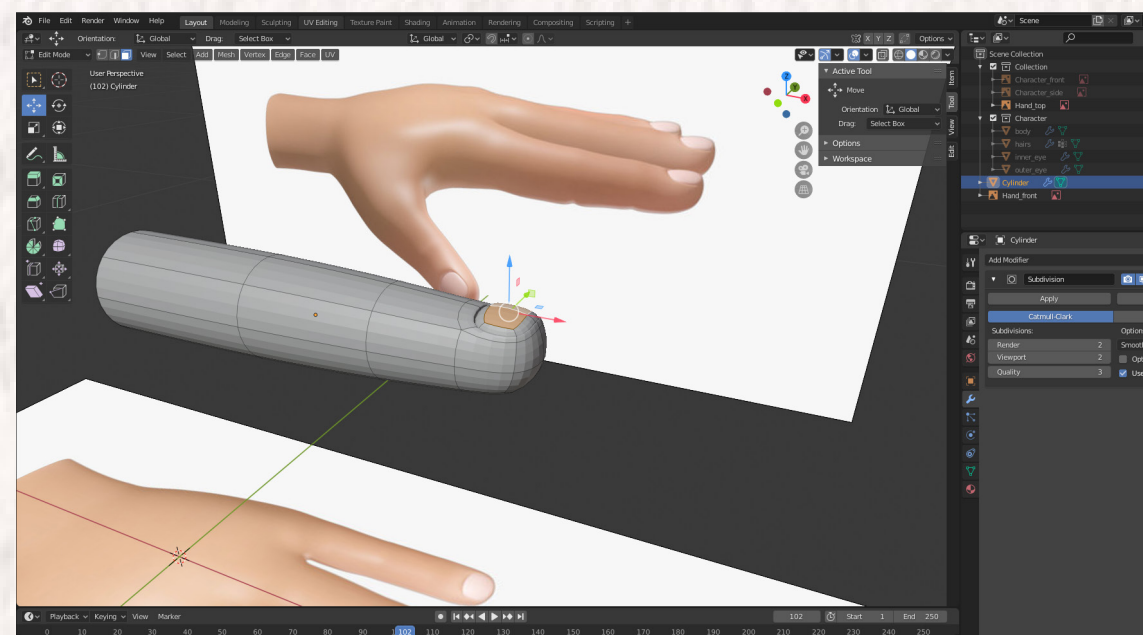 File Edit Render Window Help Layout Modeling Sculpting UV Editing Texture Paint Shading Animation Rendering Compositing Scripting + Scene
Orientation: Global Drag: Select Box Global X Y Z Options
Edit Mode View Select Add Mesh Vertex Edge Face UV
User Perspective
(102) Cylinder
Z
Y
X
Active Tool
Move
Orientation Global
Drag: Select Box
Options
Workspace
Item
Tool
View
Edit
Scene Collection
Collection
Character_front
Character_side
Hand_top
Character
body
hairs
inner_eye
outer_eye
Cylinder
Hand_front
Cylinder
Add Modifier
Subdivision
Apply
Catmull-Clark
Subdivisions: Option
Render 2 Smooth
Viewport 2 Opt
Quality 3 Use
Playback Keying View Marker 102 Start 1 End 250
0 10 20 30 40 50 60 70 80 90 102 110 120 130 140 150 160 170 180 190 200 210 220 230 240 250